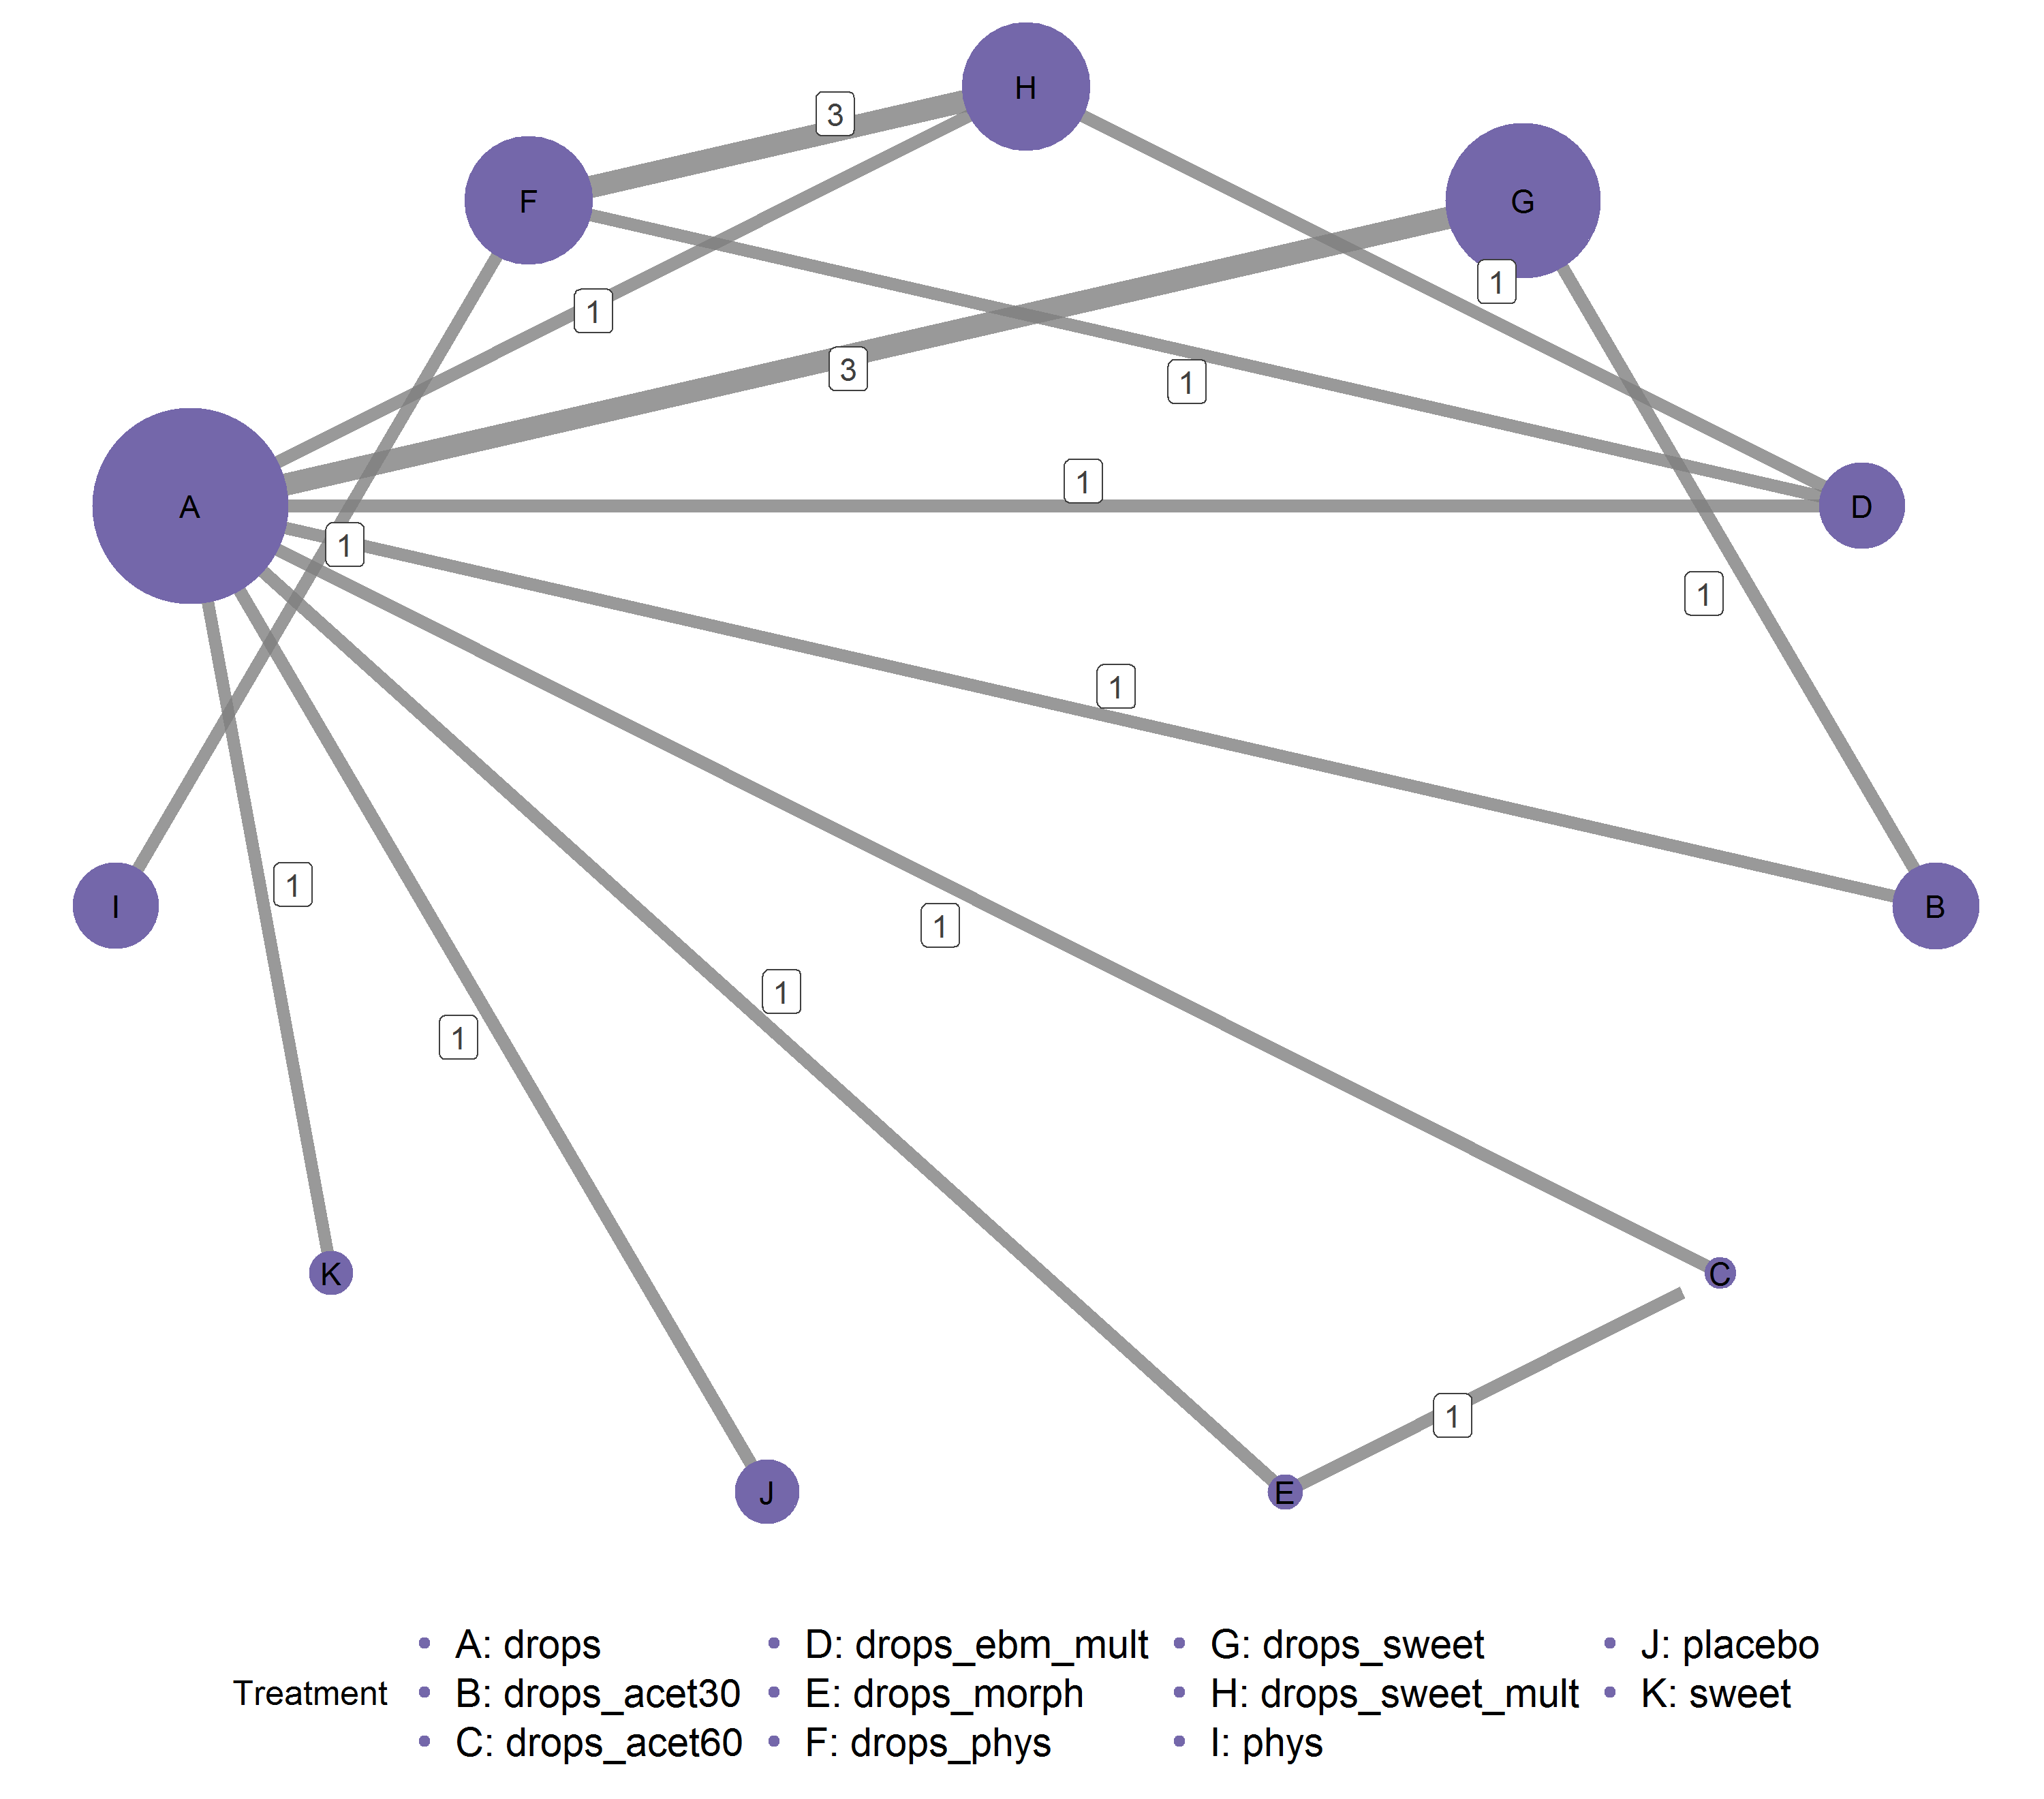 H
3
F
G
1
1
3
1
1
A
D
1
1
1
1
I
B
1
1
1
K
C
1
J
E
Treatment
A: drops
B: drops_acet30
C: drops_acet60
D: drops_ebm_mult
E: drops_morph
F: drops_phys
G: drops_sweet
H: drops_sweet_mult
I: phys
J: placebo
K: sweet